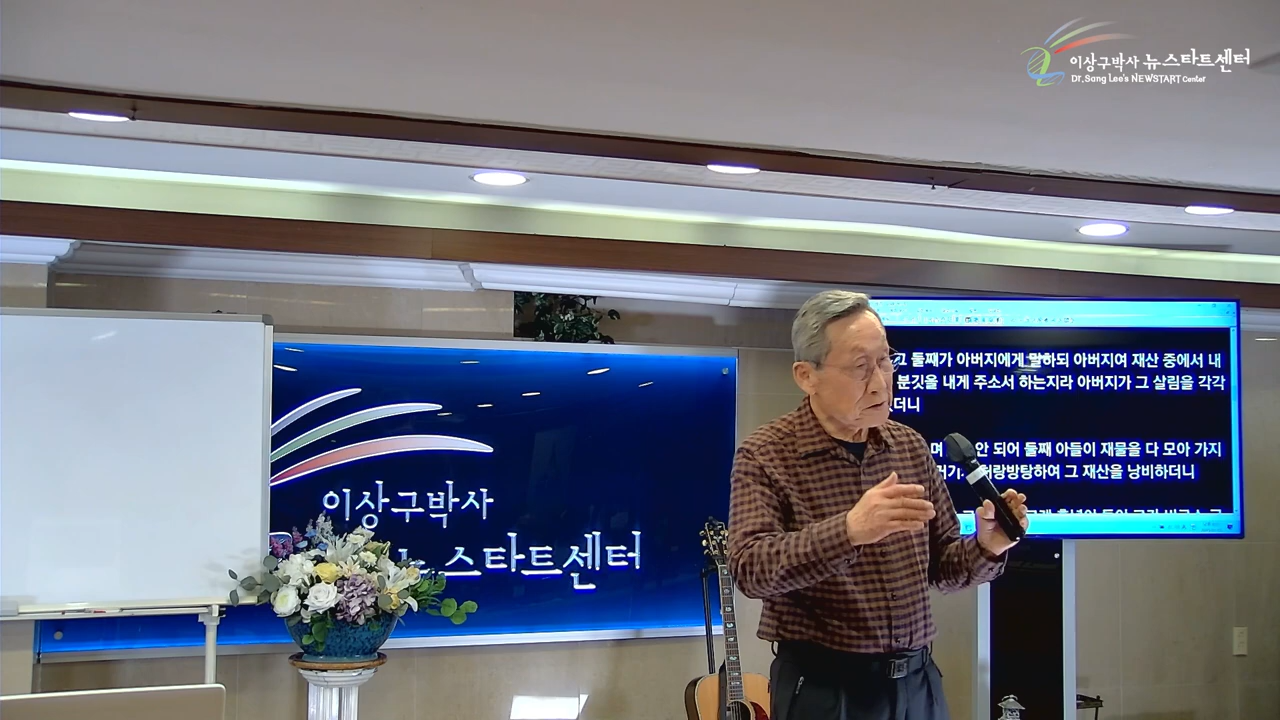 이상구박사 뉴스타트센터
Dr. Sang Lee's NEWSTART Center
그 둘째가 아버지에게 말하되 아버지여 재산 중에서 내
분깃을 내게 주소서 하는지라 아버지가 그 살림을 각각
더니
며 안 되어 둘째 아들이 재물을 다 모아 가지
허랑방탕하여 그 재산을 낭비하더니
이상구박사
뉴스타트센터